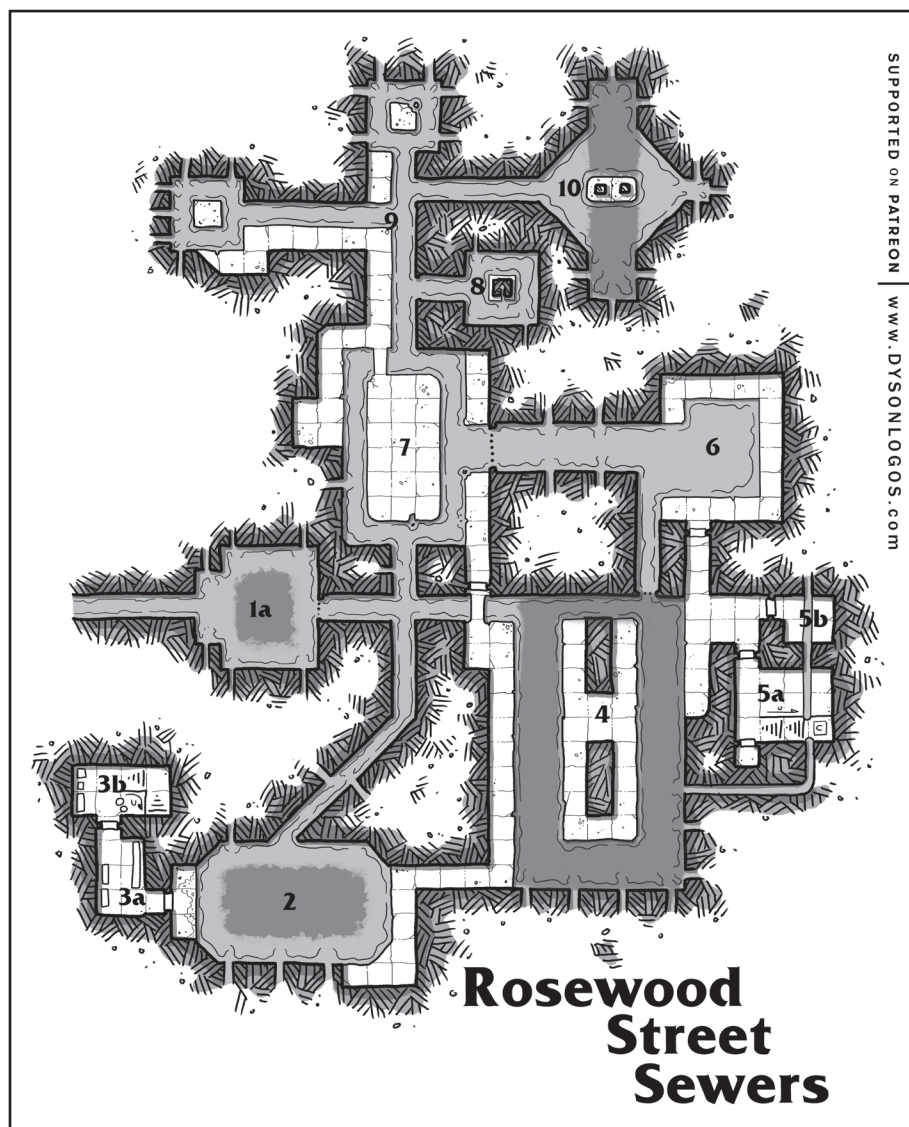 SUPPORTED ON PATREON | WWW.DYSONLOGOS.com
10
9
8
7
6
1a
5b
5a
4
3b
3a
2
Rosewood
Street
Sewers